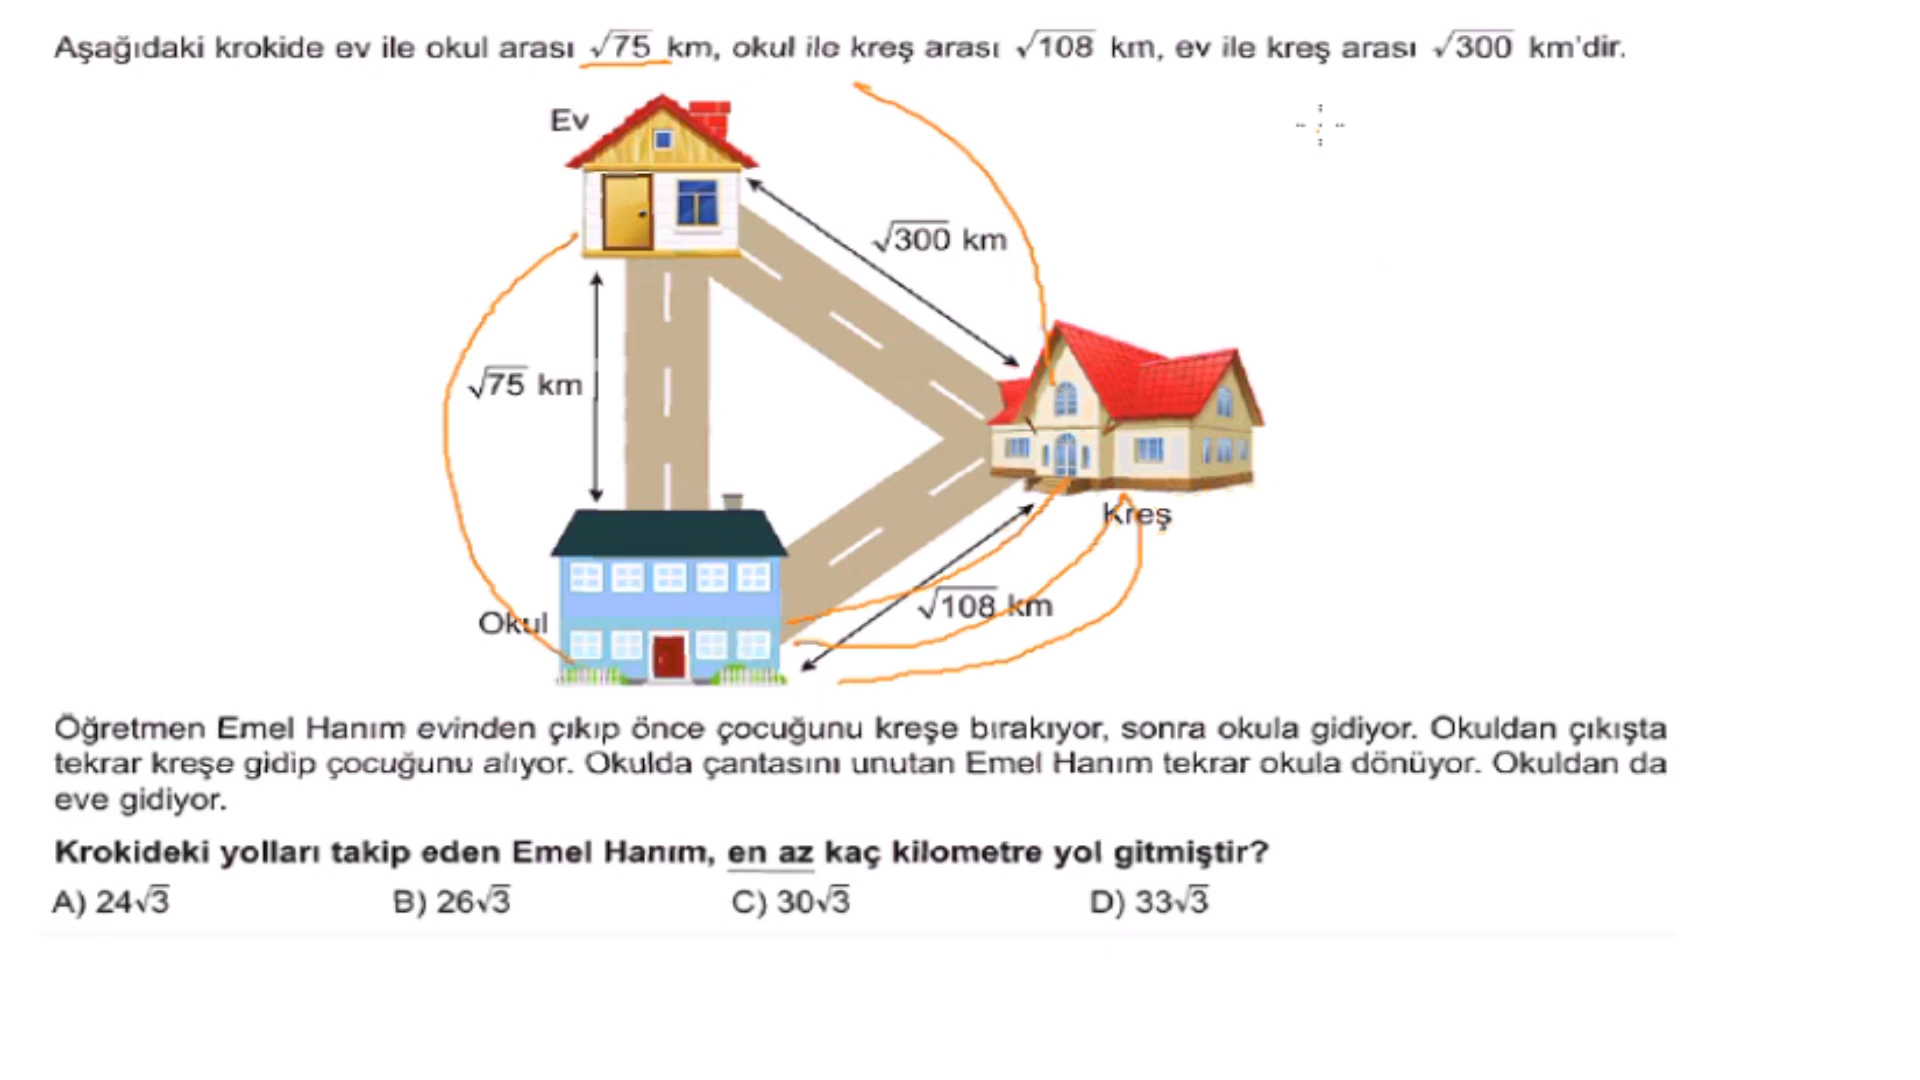 Aşağıdaki krokide ev ile okul arası √75 km, okul ile kreş arası √108 km, ev ile kreş arası √300 km'dir.
Ev
√300 km
√75 km
Kreş
√108 km
Okul
Öğretmen Emel Hanım evinden çıkıp önce çocuğunu kreşe bırakıyor, sonra okula gidiyor. Okuldan çıkışta
tekrar kreşe gidip çocuğunu alıyor. Okulda çantasını unutan Emel Hanım tekrar okula dönüyor. Okuldan da
eve gidiyor.
Krokideki yolları takip eden Emel Hanım, en az kaç kilometre yol gitmiştir?
A) 24√3 B) 26√3 C) 30√3 D) 33√3